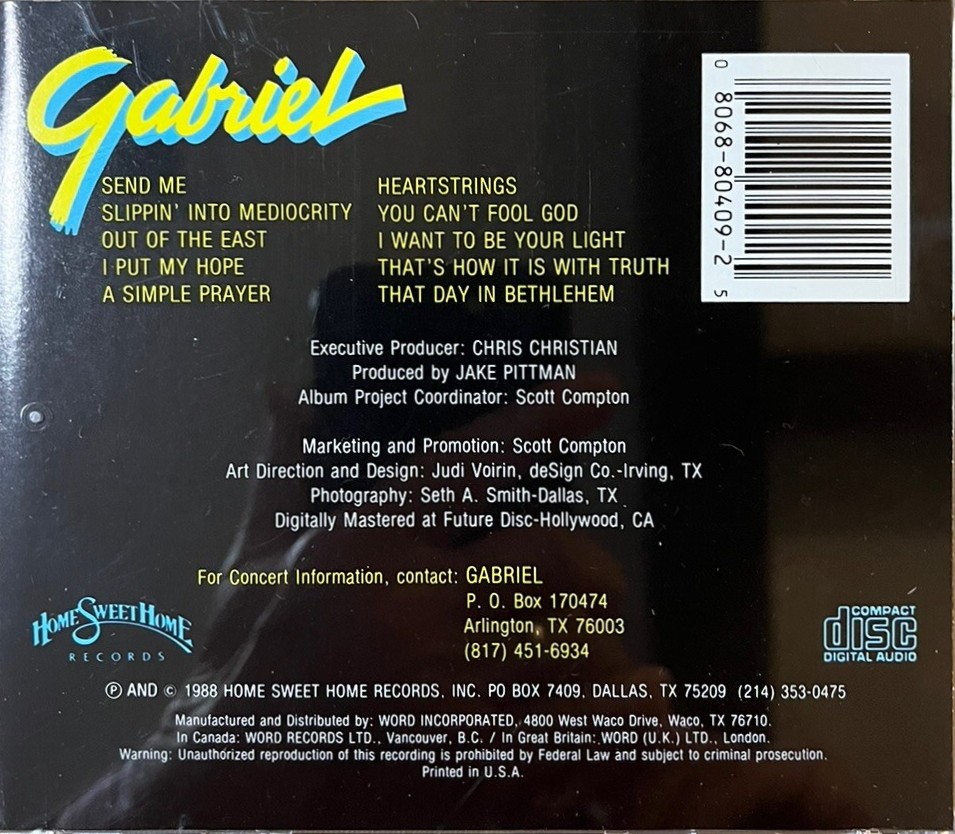 Gabriel
SEND ME
SLIPPIN' INTO MEDIOCRITY
OUT OF THE EAST
I PUT MY HOPE
A SIMPLE PRAYER
HEARTSTRINGS
YOU CAN'T FOOL GOD
I WANT TO BE YOUR LIGHT
THAT'S HOW IT IS WITH TRUTH
THAT DAY IN BETHLEHEM
0 8068-80409-2 5
Executive Producer: CHRIS CHRISTIAN
Produced by JAKE PITTMAN
Album Project Coordinator: Scott Compton
Marketing and Promotion: Scott Compton
Art Direction and Design: Judi Voirin, deSign Co.-Irving, TX
Photography: Seth A. Smith-Dallas, TX
Digitally Mastered at Future Disc-Hollywood, CA
For Concert Information, contact: GABRIEL
P. O. Box 170474
Arlington, TX 76003
(817) 451-6934
HOME SWEET HOME
RECORDS
COMPACT
disc
DIGITAL AUDIO
℗ AND © 1988 HOME SWEET HOME RECORDS, INC. PO BOX 7409, DALLAS, TX 75209 (214) 353-0475
Manufactured and Distributed by: WORD INCORPORATED, 4800 West Waco Drive, Waco, TX 76710.
In Canada: WORD RECORDS LTD., Vancouver, B.C. / In Great Britain: WORD (U.K.) LTD., London.
Warning: Unauthorized reproduction of this recording is prohibited by Federal Law and subject to criminal prosecution.
Printed in U.S.A.